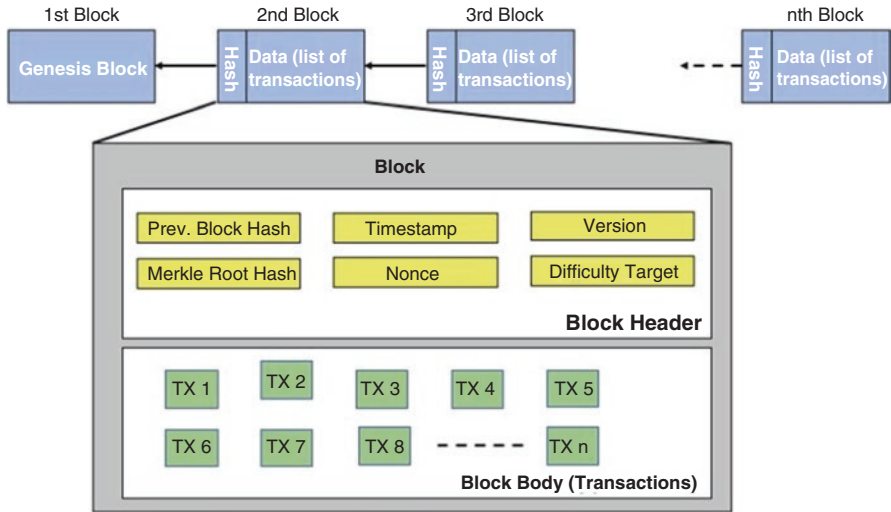 1st Block
2nd Block
3rd Block
nth Block
Genesis Block
Hash
Data (list of
transactions)
Hash
Data (list of
transactions)
Hash
Data (list of
transactions)
Block
Prev. Block Hash
Timestamp
Version
Merkle Root Hash
Nonce
Difficulty Target
Block Header
TX 1
TX 2
TX 3
TX 4
TX 5
TX 6
TX 7
TX 8
TX n
Block Body (Transactions)